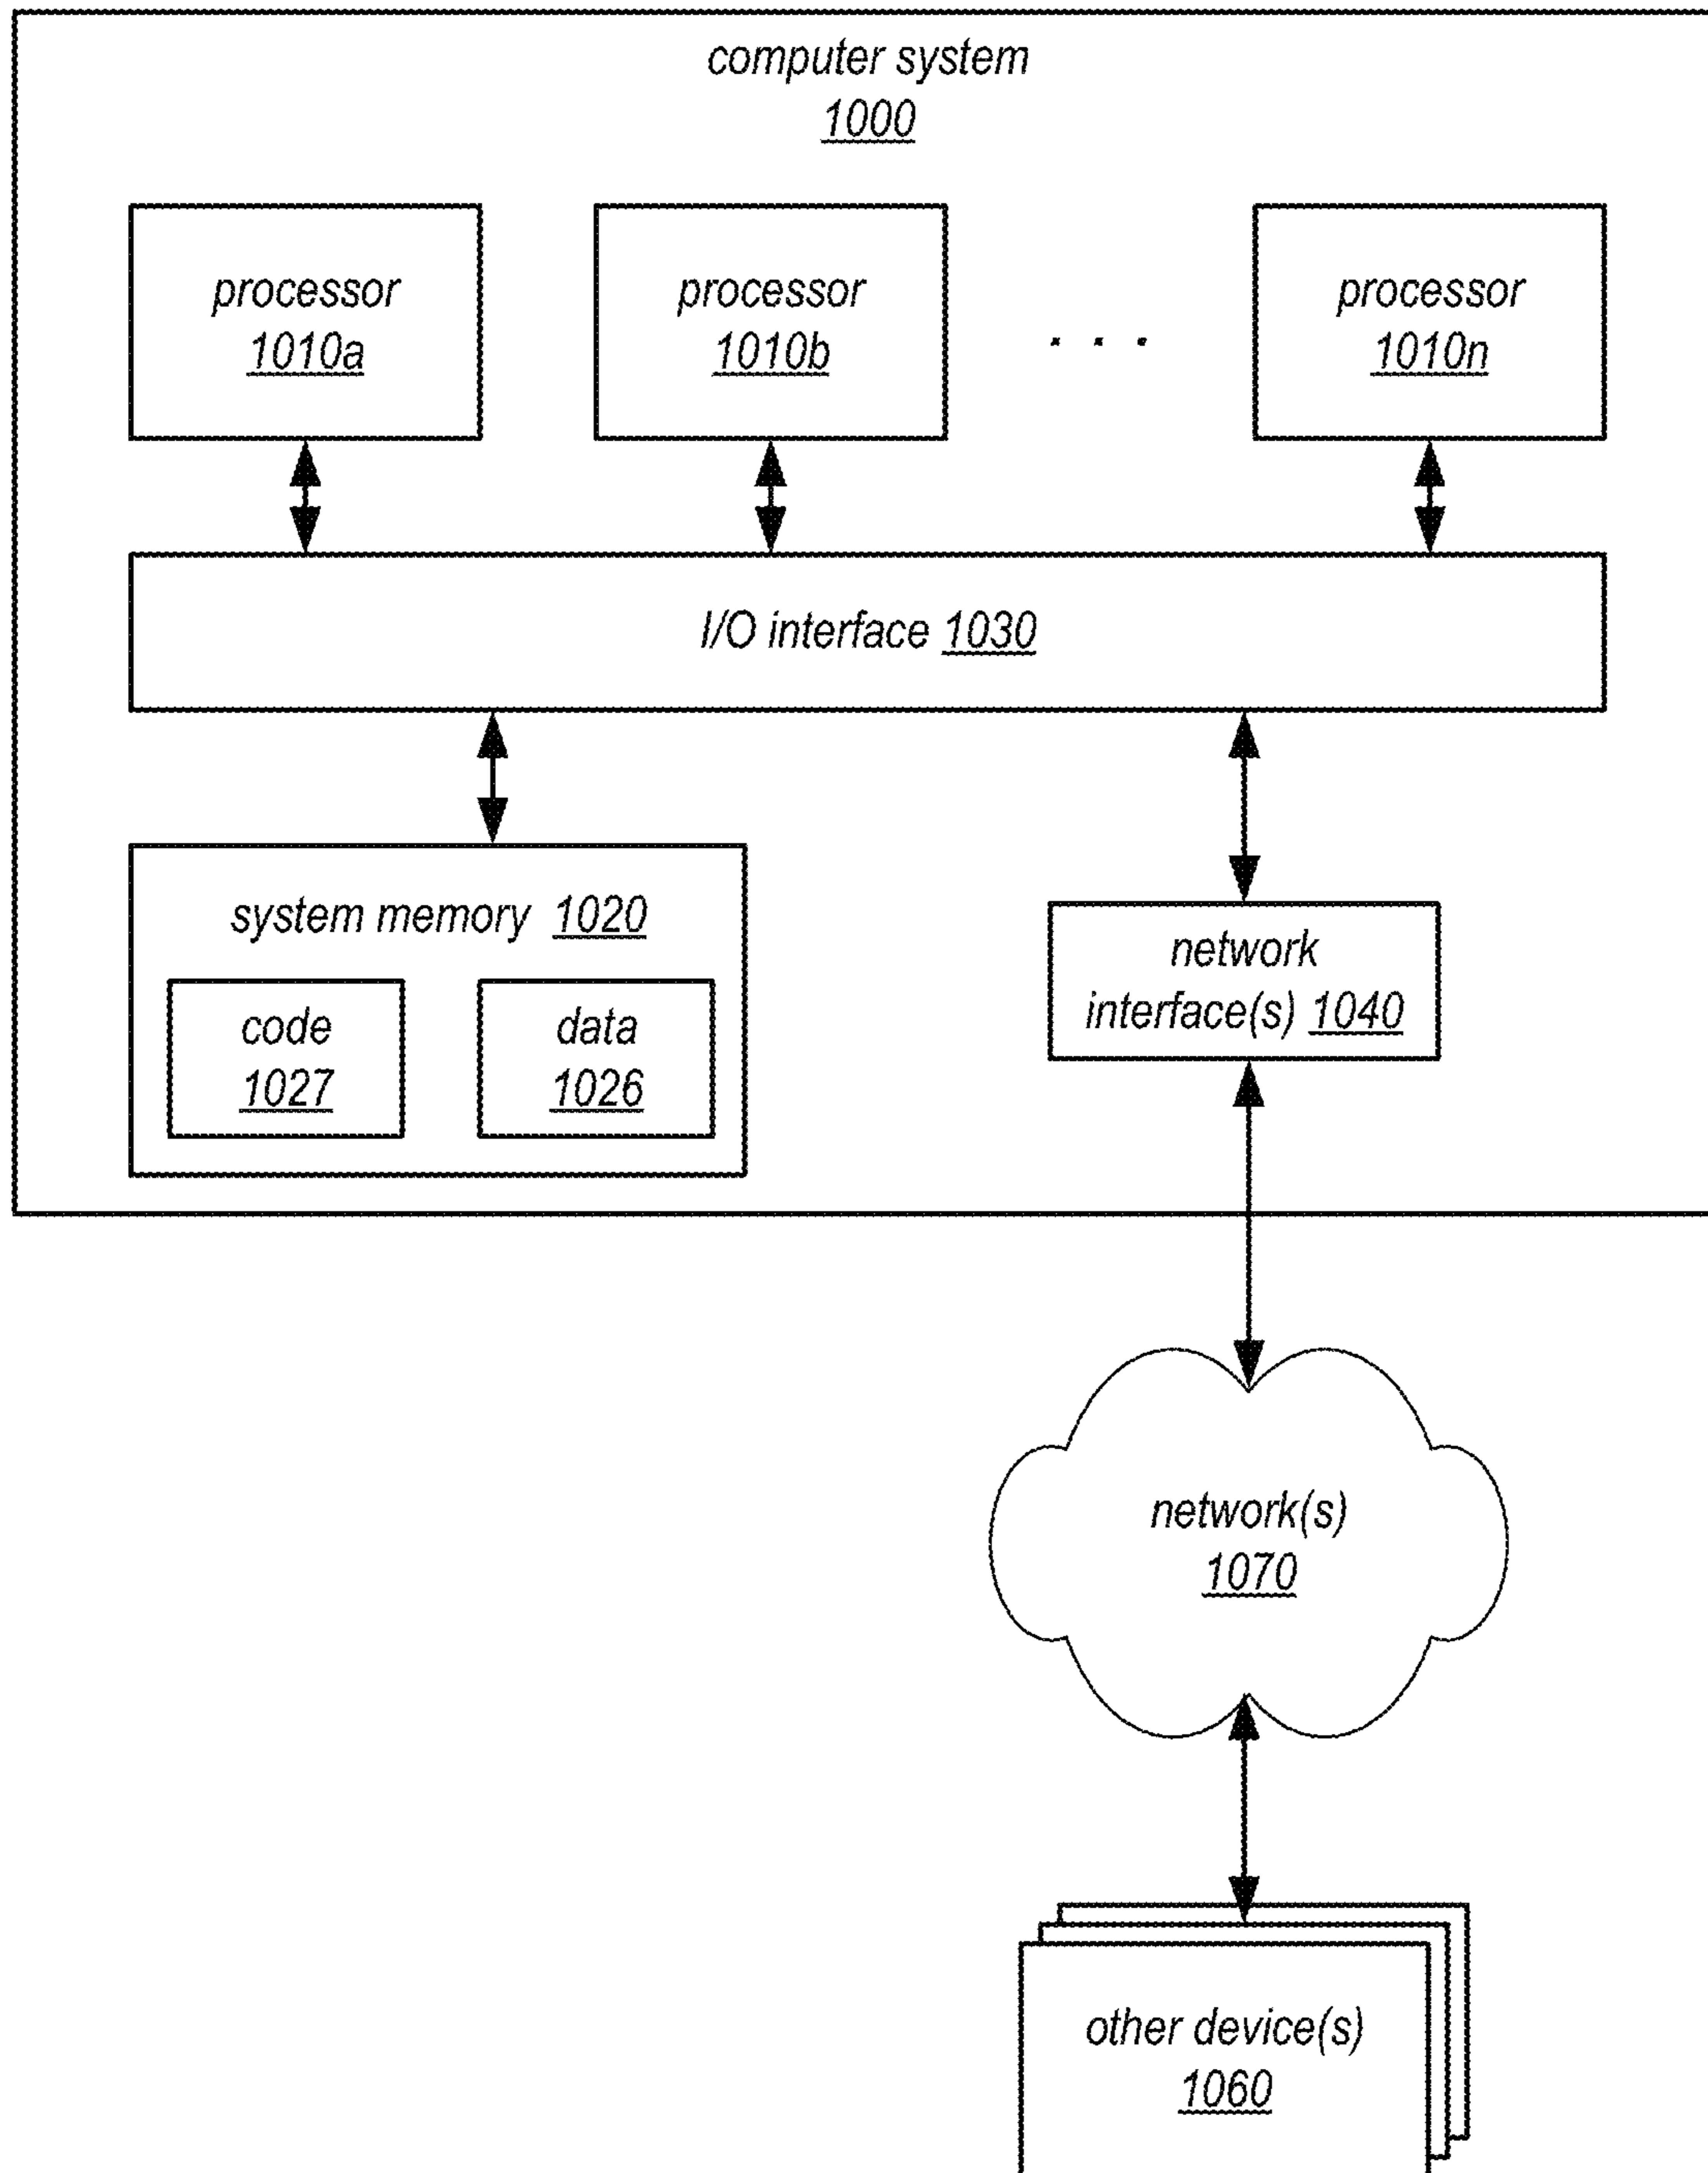 computer system
1000
processor
1010a
processor
1010b
. . .
processor
1010n
I/O interface 1030
system memory 1020
code
1027
data
1026
network
interface(s) 1040
network(s)
1070
other device(s)
1060